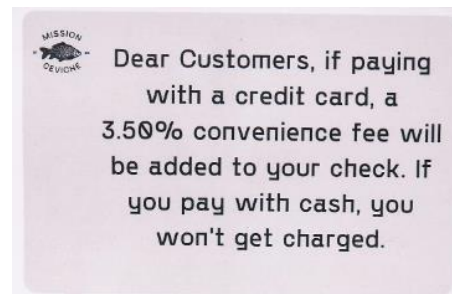 MISSION
CEVICHE
Dear Customers, if paying
with a credit card, a
3.50% convenience fee will
be added to your check. If
you pay with cash, you
won't get charged.